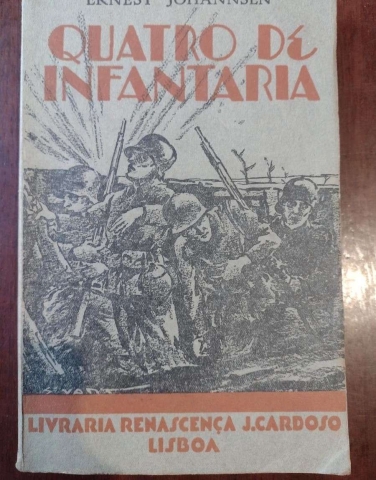 ERNEST JOHANNSEN
QUATRO DE
INFANTARIA
LIVRARIA RENASCENÇA J. CARDOSO
LISBOA